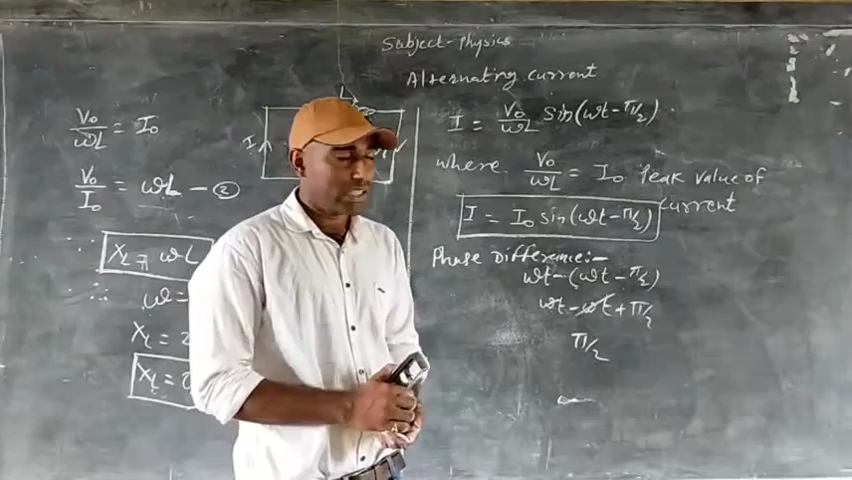 Subject-physics
Alternating current
V₀/ωL = I₀
V₀/I₀ = ωL - ②
∴ X_L = ωL
∴ ω =
X_L = 2
X_L = 2
L
I
I = V₀/ωL sin(ωt - π/2)
where V₀/ωL = I₀ Peak value of current
I = I₀ sin(ωt - π/2)
Phase Difference:-
ωt - (ωt - π/2)
ωt - ωt + π/2
π/2